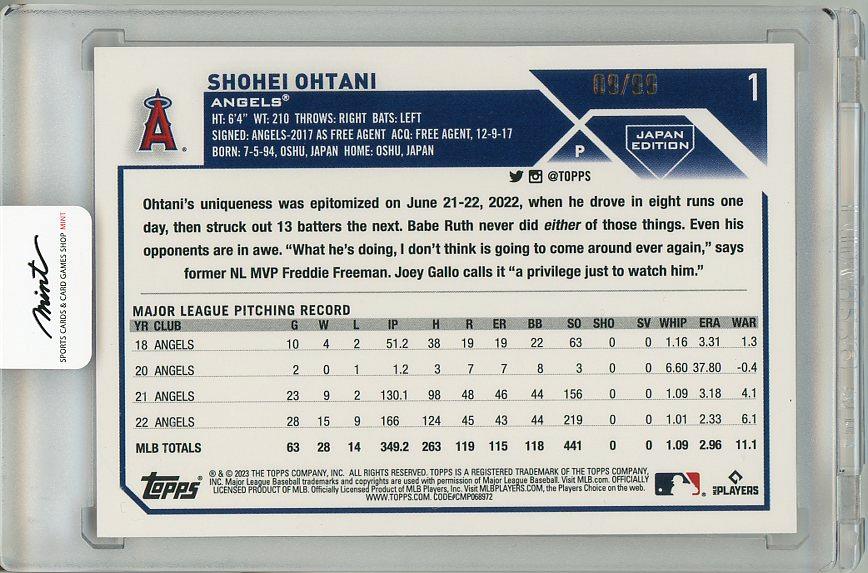 SHOHEI OHTANI
09/99
1
ANGELS®
HT: 6'4" WT: 210 THROWS: RIGHT BATS: LEFT
SIGNED: ANGELS-2017 AS FREE AGENT ACQ: FREE AGENT, 12-9-17
BORN: 7-5-94, OSHU, JAPAN HOME: OSHU, JAPAN
P
JAPAN
EDITION
@TOPPS
Ohtani's uniqueness was epitomized on June 21-22, 2022, when he drove in eight runs one
day, then struck out 13 batters the next. Babe Ruth never did either of those things. Even his
opponents are in awe. “What he's doing, I don't think is going to come around ever again,” says
former NL MVP Freddie Freeman. Joey Gallo calls it “a privilege just to watch him.”
MAJOR LEAGUE PITCHING RECORD
YR CLUB G W L IP H R ER BB SO SHO SV WHIP ERA WAR
18 ANGELS 10 4 2 51.2 38 19 19 22 63 0 0 1.16 3.31 1.3
20 ANGELS 2 0 1 1.2 3 7 7 8 3 0 0 6.60 37.80 -0.4
21 ANGELS 23 9 2 130.1 98 48 46 44 156 0 0 1.09 3.18 4.1
22 ANGELS 28 15 9 166 124 45 43 44 219 0 0 1.01 2.33 6.1
MLB TOTALS 63 28 14 349.2 263 119 115 118 441 0 0 1.09 2.96 11.1
topps®
® & © 2023 THE TOPPS COMPANY, INC. ALL RIGHTS RESERVED. TOPPS IS A REGISTERED TRADEMARK OF THE TOPPS COMPANY,
INC. Major League Baseball trademarks and copyrights are used with permission of Major League Baseball. Visit MLB.com. OFFICIALLY
LICENSED PRODUCT OF MLB. Officially Licensed Product of MLB Players, Inc. Visit MLBPLAYERS.COM, the Players Choice on the web.
WWW.TOPPS.COM. CODE#CMP068972
MLB PLAYERS
mint
SPORTS CARDS & CARD GAMES SHOP MINT